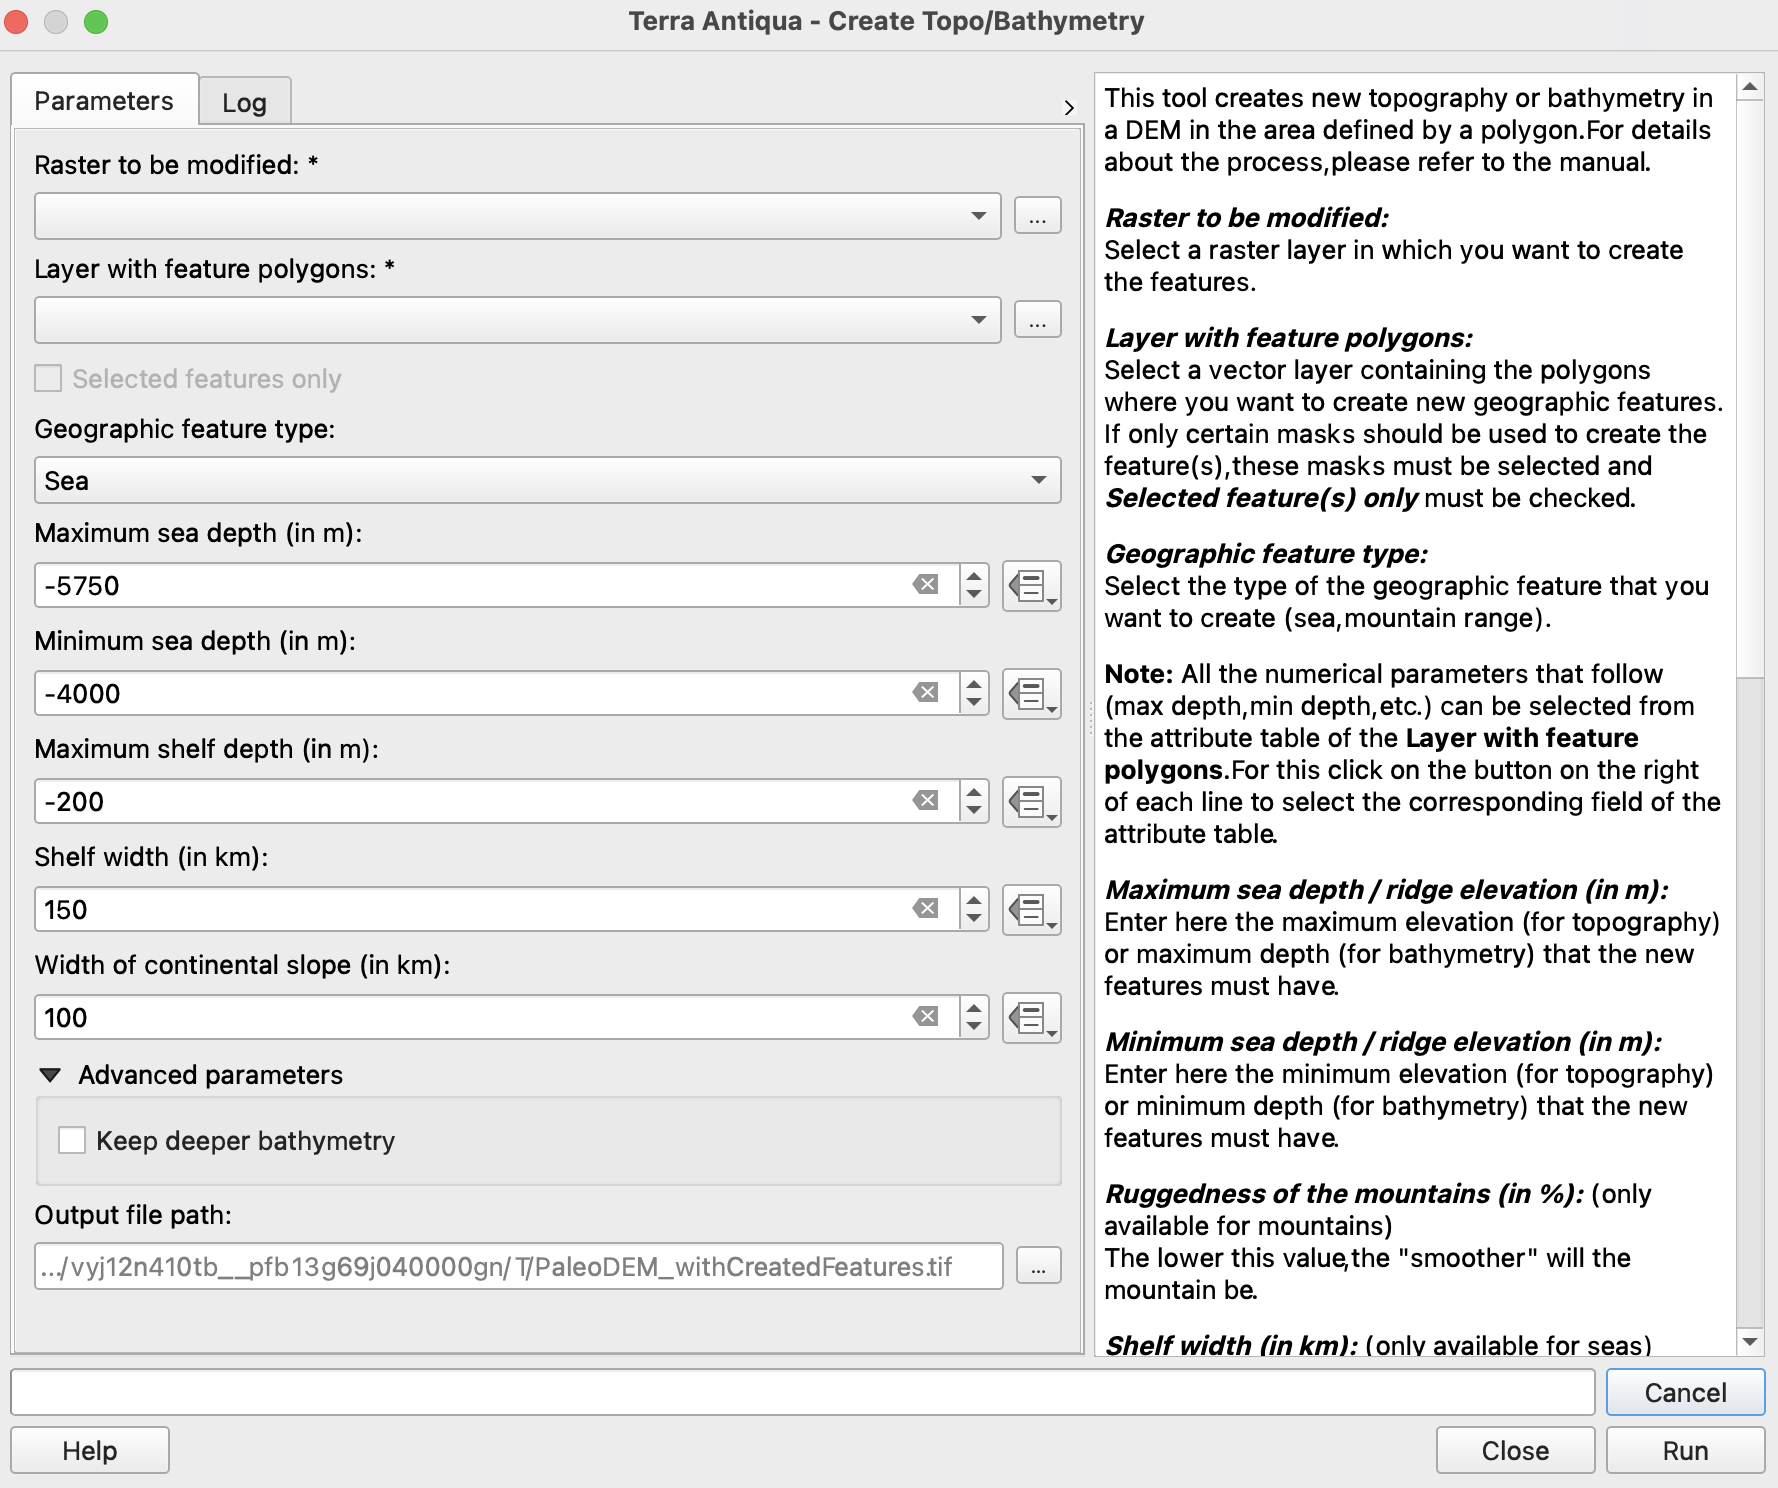 Terra Antiqua - Create Topo/Bathymetry
Parameters
Log
Raster to be modified: *
...
Layer with feature polygons: *
...
Selected features only
Geographic feature type:
Sea
Maximum sea depth (in m):
-5750
Minimum sea depth (in m):
-4000
Maximum shelf depth (in m):
-200
Shelf width (in km):
150
Width of continental slope (in km):
100
Advanced parameters
Keep deeper bathymetry
Output file path:
.../vyj12n410tb__pfb13g69j040000gn/T/PaleoDEM_withCreatedFeatures.tif
...
This tool creates new topography or bathymetry in
a DEM in the area defined by a polygon.For details
about the process,please refer to the manual.
Raster to be modified:
Select a raster layer in which you want to create
the features.
Layer with feature polygons:
Select a vector layer containing the polygons
where you want to create new geographic features.
If only certain masks should be used to create the
feature(s),these masks must be selected and
Selected feature(s) only must be checked.
Geographic feature type:
Select the type of the geographic feature that you
want to create (sea,mountain range).
Note: All the numerical parameters that follow
(max depth,min depth,etc.) can be selected from
the attribute table of the Layer with feature
polygons.For this click on the button on the right
of each line to select the corresponding field of the
attribute table.
Maximum sea depth / ridge elevation (in m):
Enter here the maximum elevation (for topography)
or maximum depth (for bathymetry) that the new
features must have.
Minimum sea depth / ridge elevation (in m):
Enter here the minimum elevation (for topography)
or minimum depth (for bathymetry) that the new
features must have.
Ruggedness of the mountains (in %): (only
available for mountains)
The lower this value,the "smoother" will the
mountain be.
Shelf width (in km): (only available for seas)
Cancel
Help
Close
Run